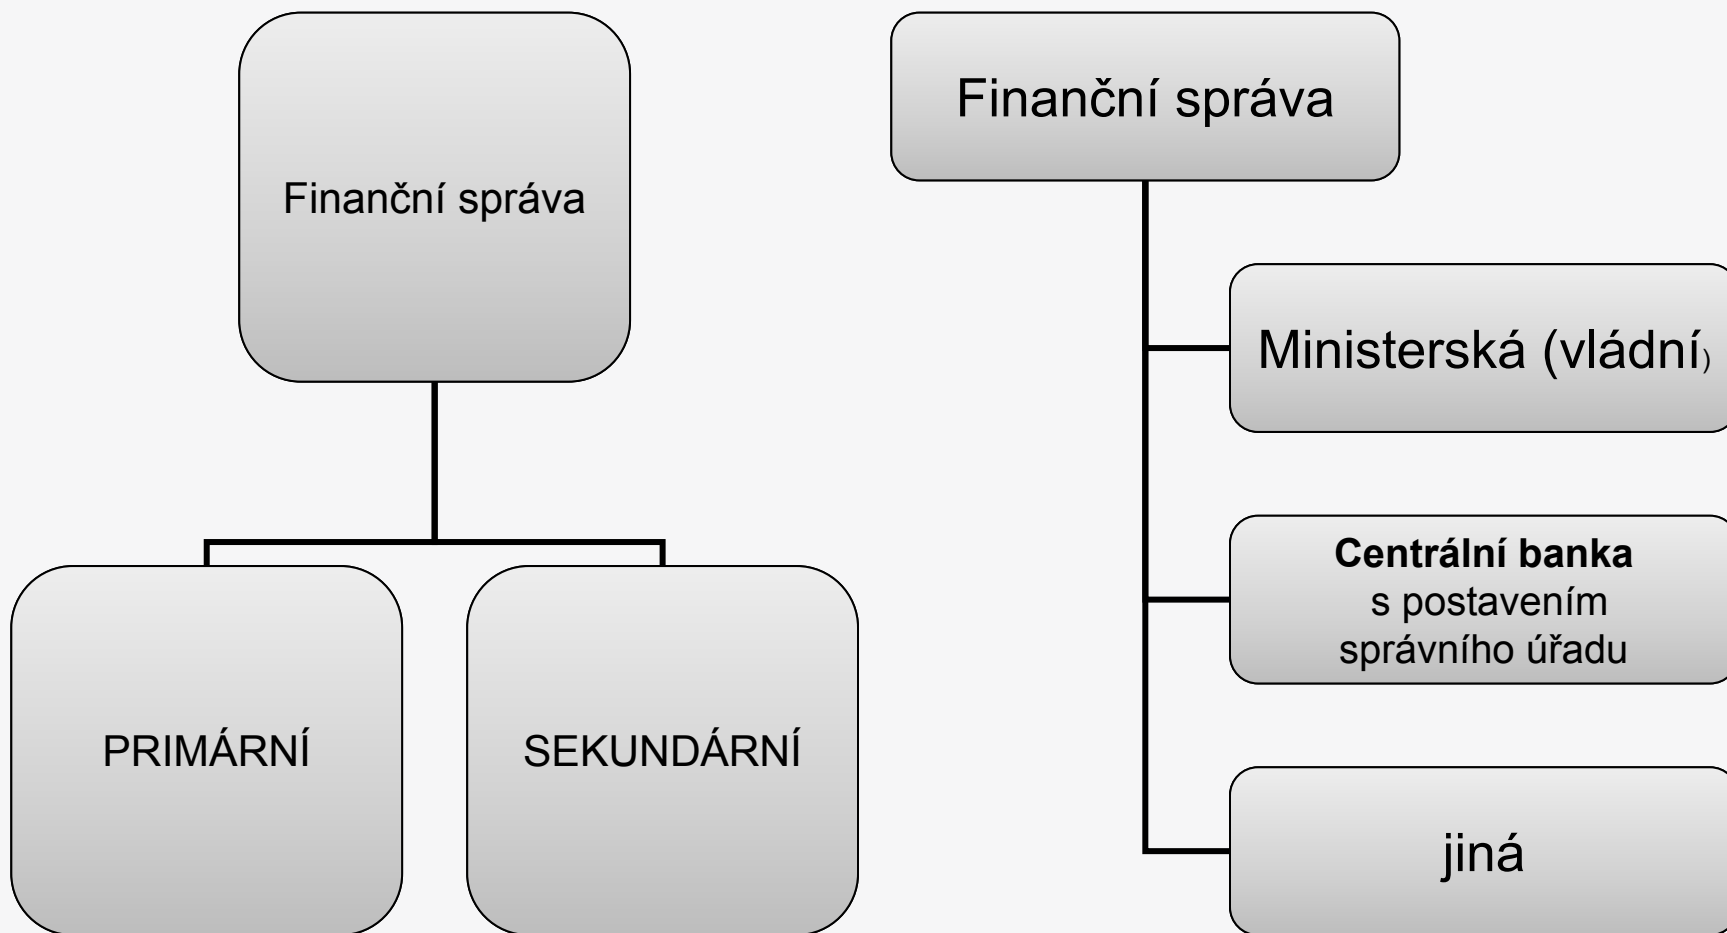 Finanční správa
PRIMÁRNÍ
SEKUNDÁRNÍ
Finanční správa
Ministerská (vládní)
Centrální banka
s postavením
správního úřadu
jiná